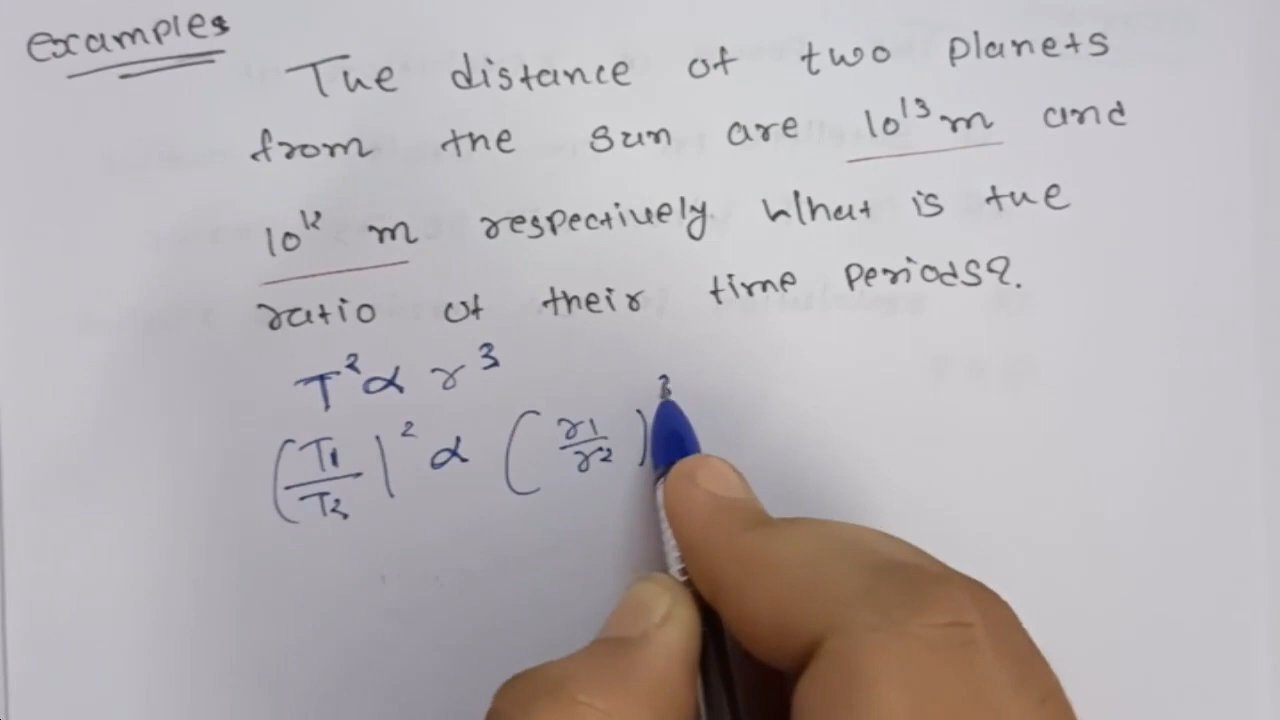 examples
The distance of two planets
from the sun are 10¹³ m and
10¹² m respectively. What is the
ratio of their time periods?
T² ∝ r³
(T1/T2)² ∝ (r1/r2)³